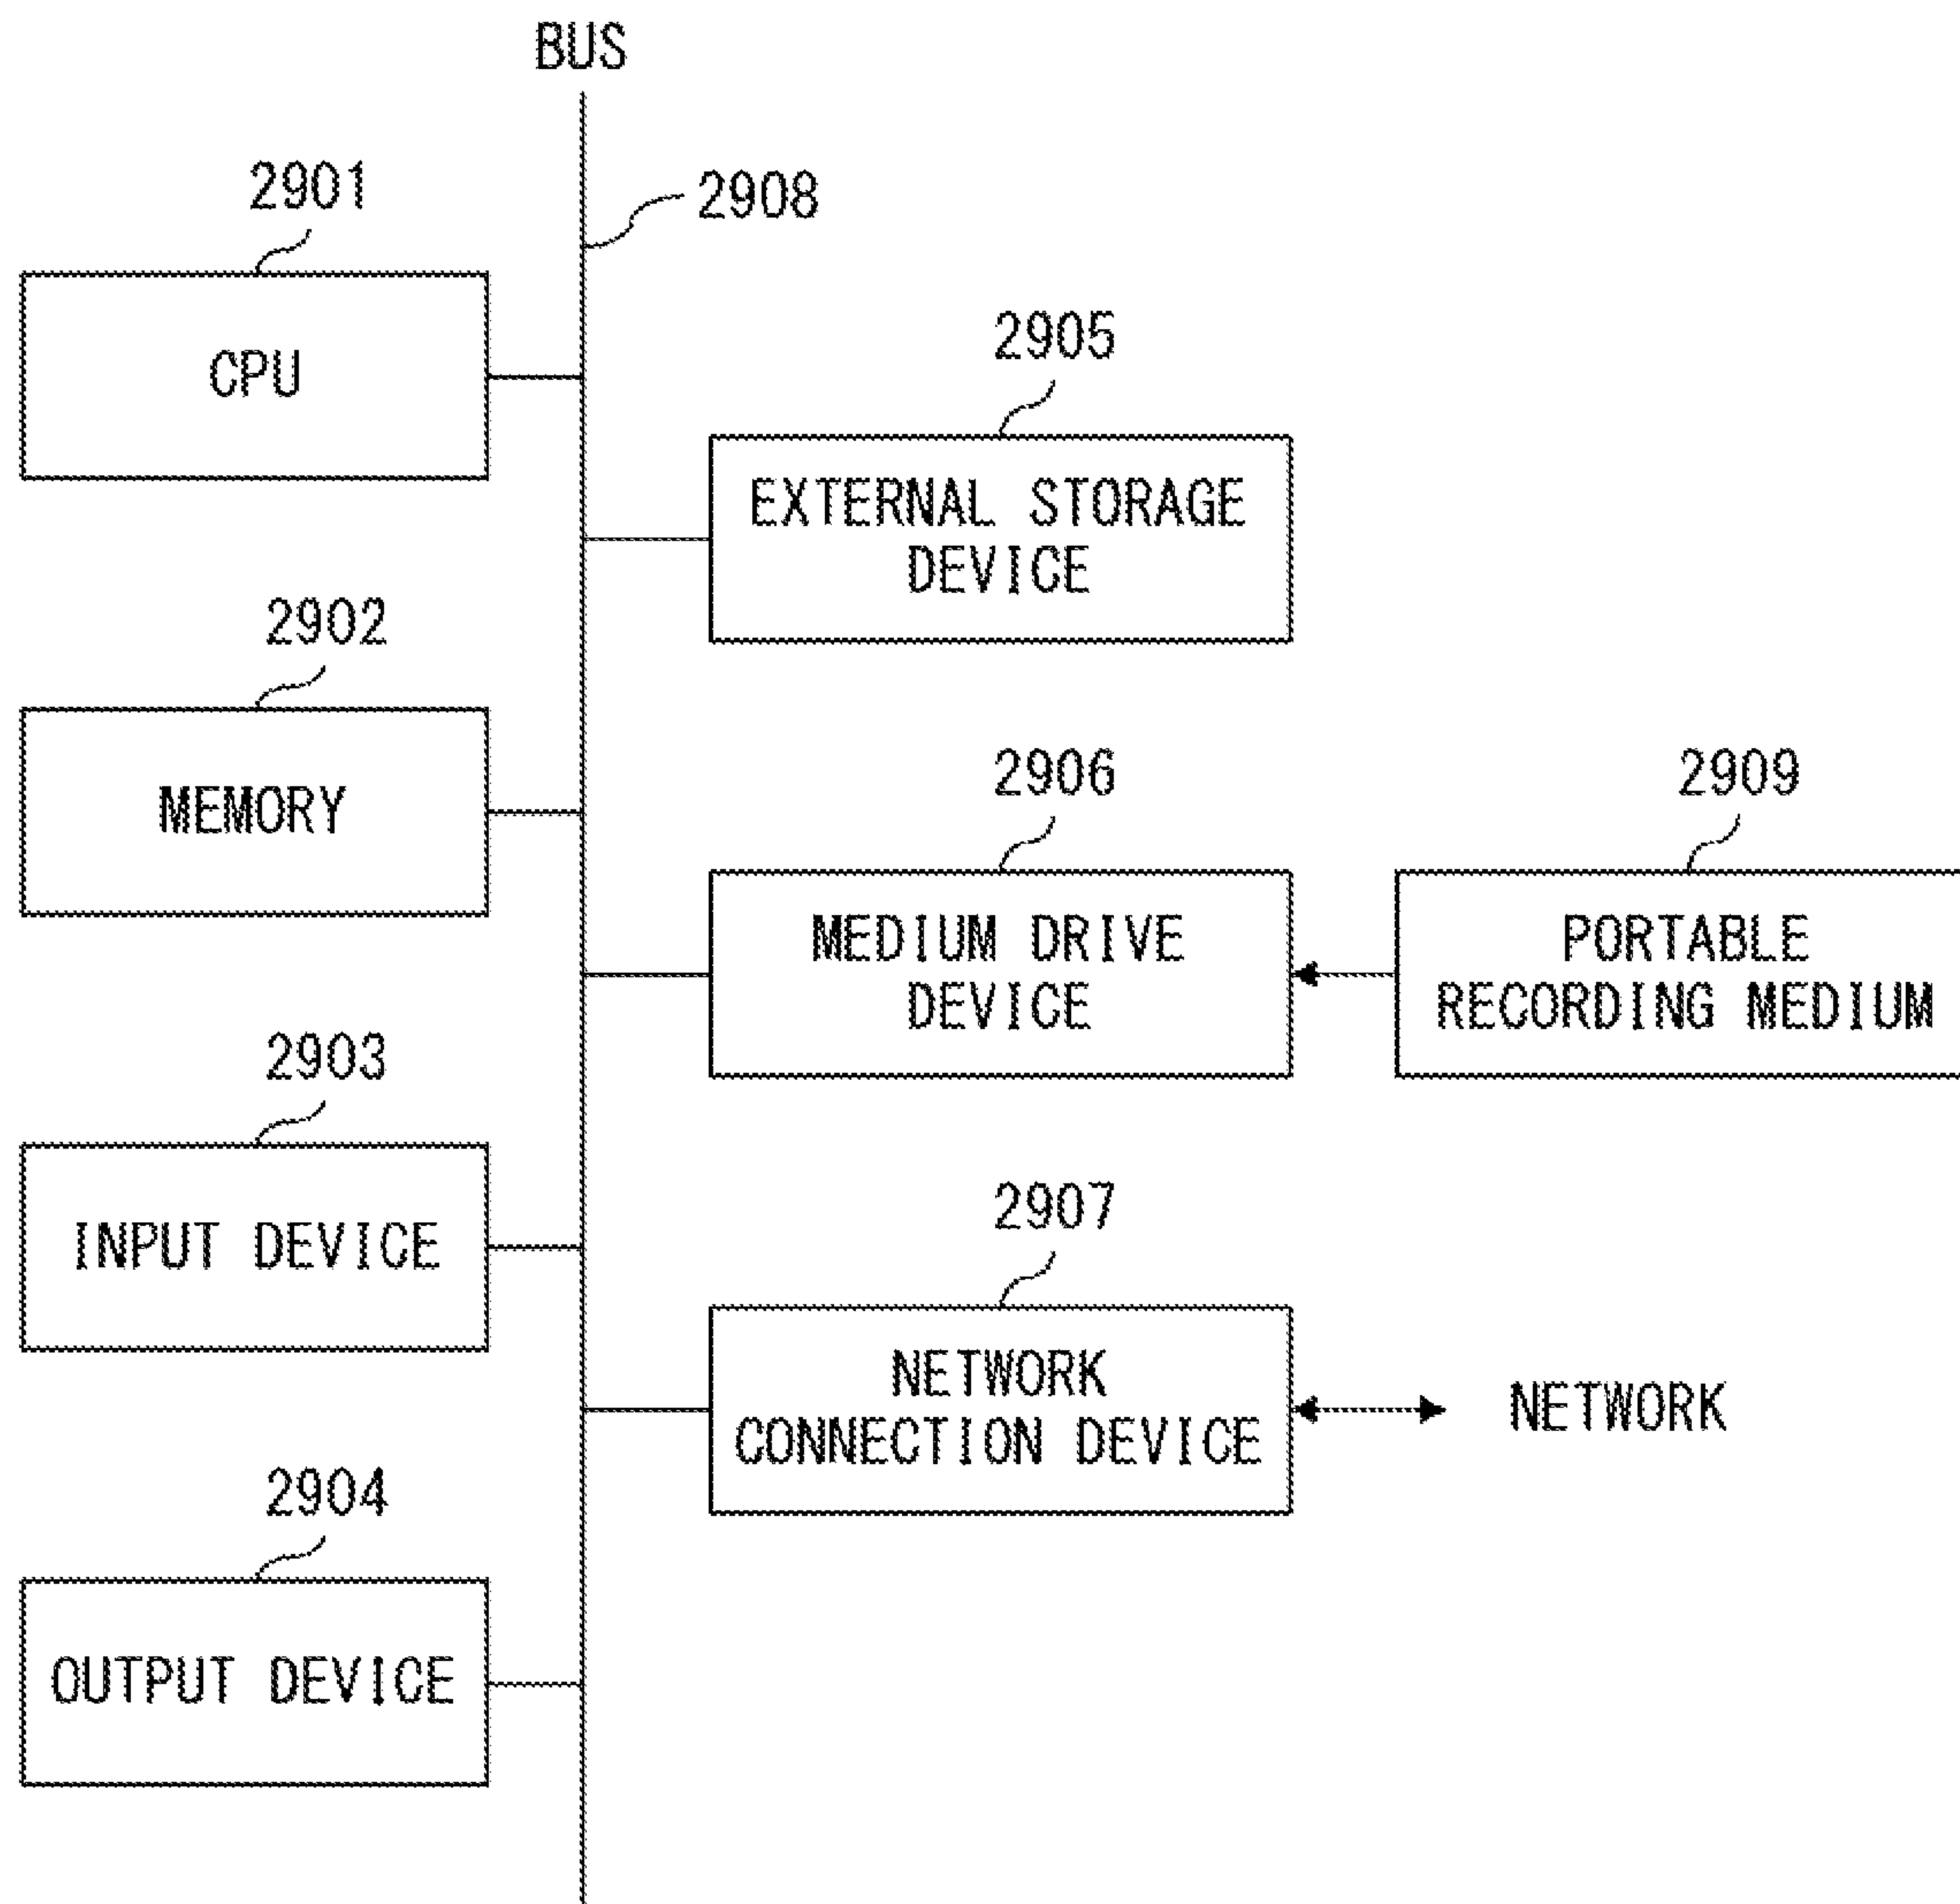 BUS
2901
2908
CPU
2905
EXTERNAL STORAGE
DEVICE
2902
MEMORY
2906
2909
MEDIUM DRIVE
DEVICE
PORTABLE
RECORDING MEDIUM
2903
INPUT DEVICE
2907
NETWORK
CONNECTION DEVICE
NETWORK
2904
OUTPUT DEVICE